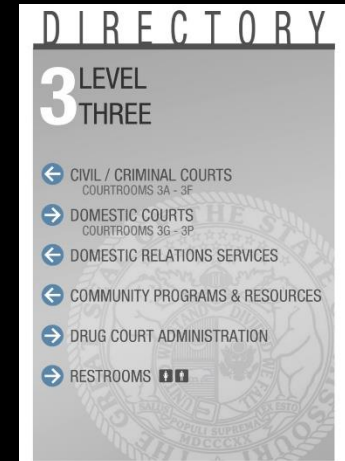 DIRECTORY
3 LEVEL
THREE
CIVIL / CRIMINAL COURTS
COURTROOMS 3A - 3F
DOMESTIC COURTS
COURTROOMS 3G - 3P
DOMESTIC RELATIONS SERVICES
COMMUNITY PROGRAMS & RESOURCES
DRUG COURT ADMINISTRATION
RESTROOMS